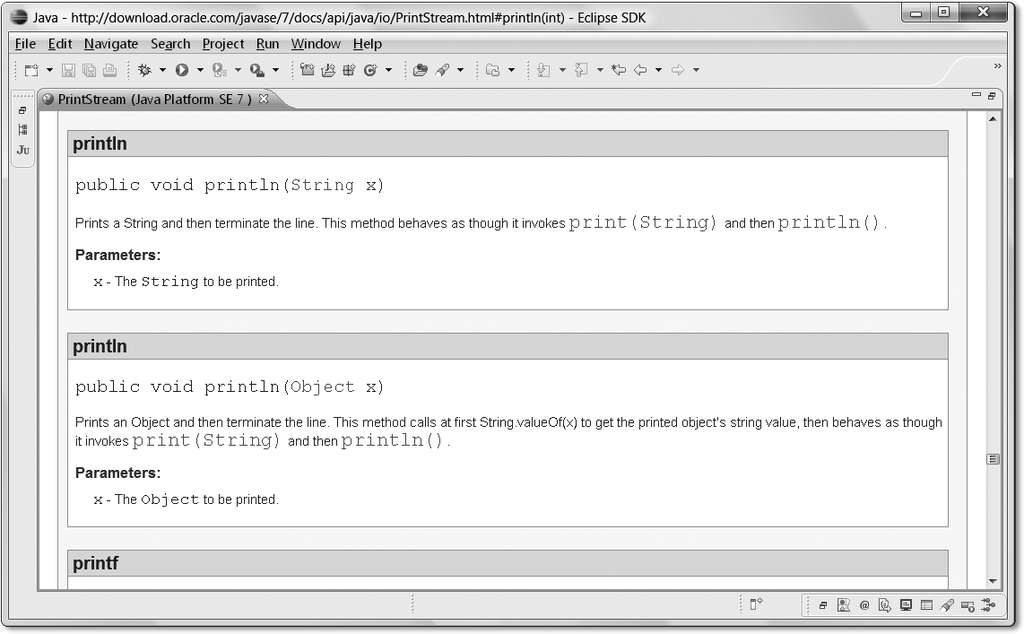 Java - http://download.oracle.com/javase/7/docs/api/java/io/PrintStream.html#println(int) - Eclipse SDK
File Edit Navigate Search Project Run Window Help
PrintStream (Java Platform SE 7 )
Ju
println
public void println(String x)
Prints a String and then terminate the line. This method behaves as though it invokes print(String) and then println() .
Parameters:
x - The String to be printed.
println
public void println(Object x)
Prints an Object and then terminate the line. This method calls at first String.valueOf(x) to get the printed object's string value, then behaves as though
it invokes print(String) and then println() .
Parameters:
x - The Object to be printed.
printf